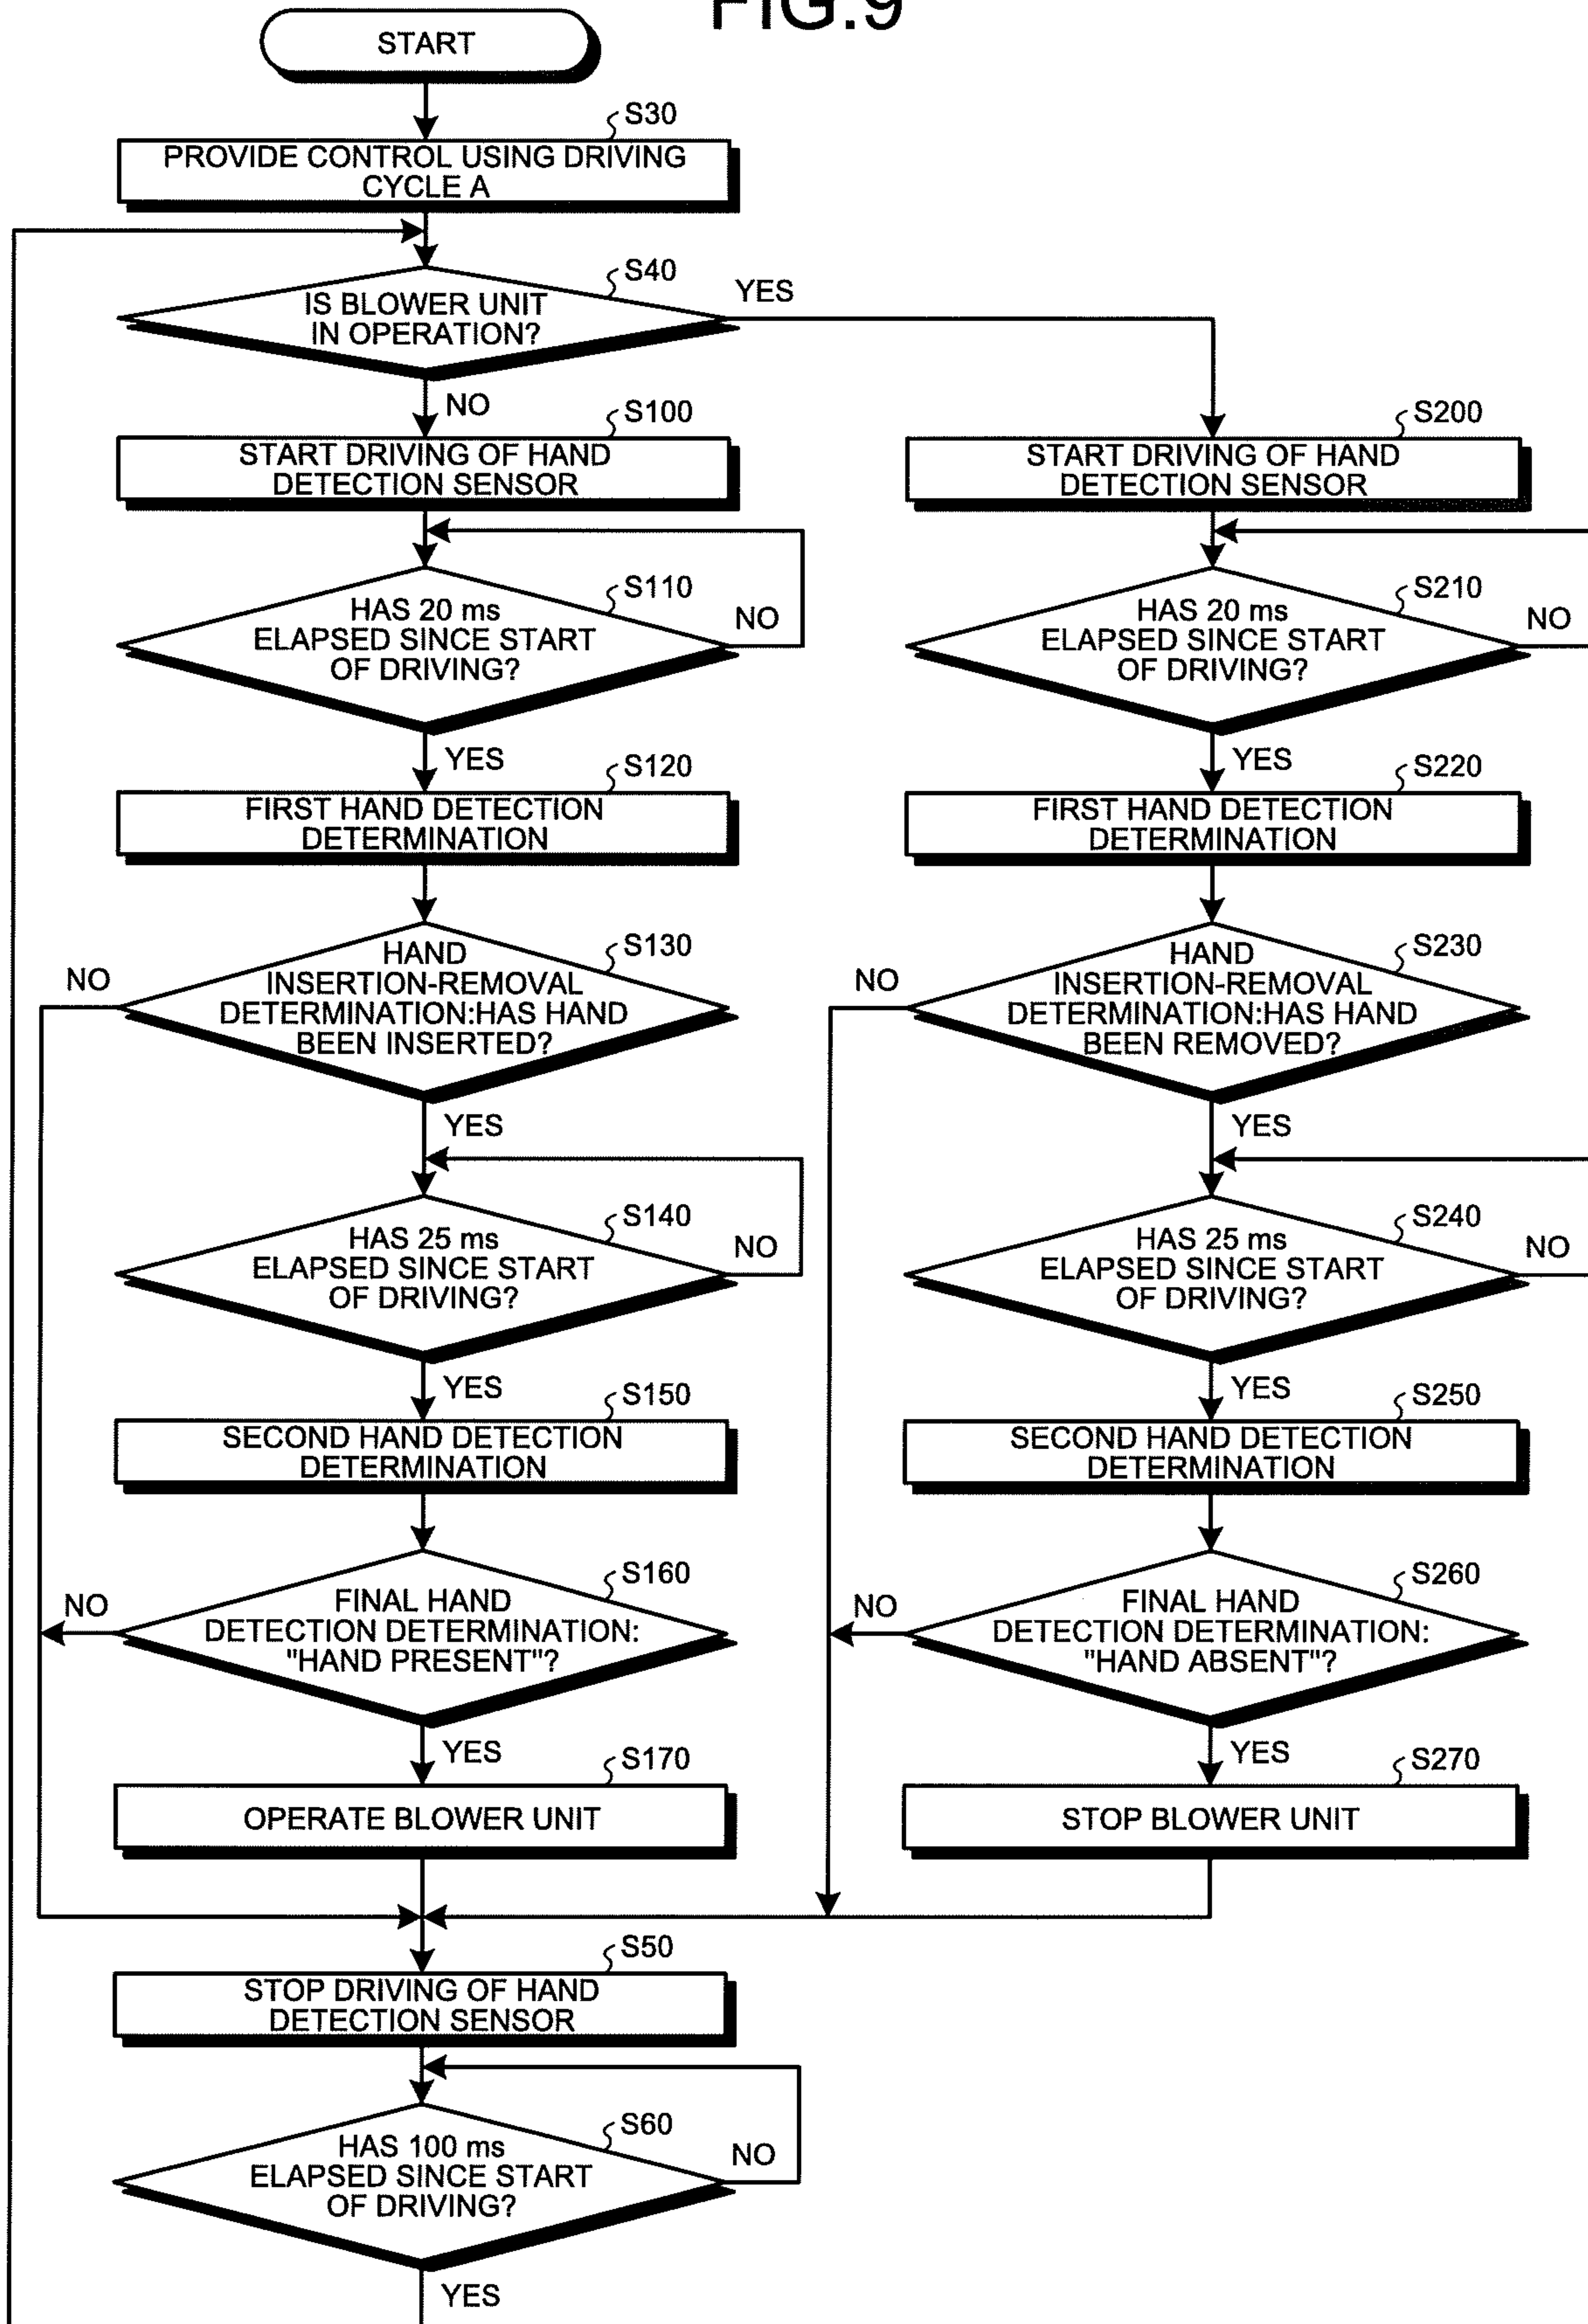 FIG.9
START
S30
PROVIDE CONTROL USING DRIVING
CYCLE A
S40
IS BLOWER UNIT
IN OPERATION?
YES
NO
S100
START DRIVING OF HAND
DETECTION SENSOR
S110
HAS 20 ms
ELAPSED SINCE START
OF DRIVING?
NO
YES
S120
FIRST HAND DETECTION
DETERMINATION
S130
HAND
INSERTION-REMOVAL
DETERMINATION:HAS HAND
BEEN INSERTED?
NO
YES
S140
HAS 25 ms
ELAPSED SINCE START
OF DRIVING?
NO
YES
S150
SECOND HAND DETECTION
DETERMINATION
S160
FINAL HAND
DETECTION DETERMINATION:
"HAND PRESENT"?
NO
YES
S170
OPERATE BLOWER UNIT
S200
START DRIVING OF HAND
DETECTION SENSOR
S210
HAS 20 ms
ELAPSED SINCE START
OF DRIVING?
NO
YES
S220
FIRST HAND DETECTION
DETERMINATION
S230
HAND
INSERTION-REMOVAL
DETERMINATION:HAS HAND
BEEN REMOVED?
NO
YES
S240
HAS 25 ms
ELAPSED SINCE START
OF DRIVING?
NO
YES
S250
SECOND HAND DETECTION
DETERMINATION
S260
FINAL HAND
DETECTION DETERMINATION:
"HAND ABSENT"?
NO
YES
S270
STOP BLOWER UNIT
S50
STOP DRIVING OF HAND
DETECTION SENSOR
S60
HAS 100 ms
ELAPSED SINCE START
OF DRIVING?
NO
YES